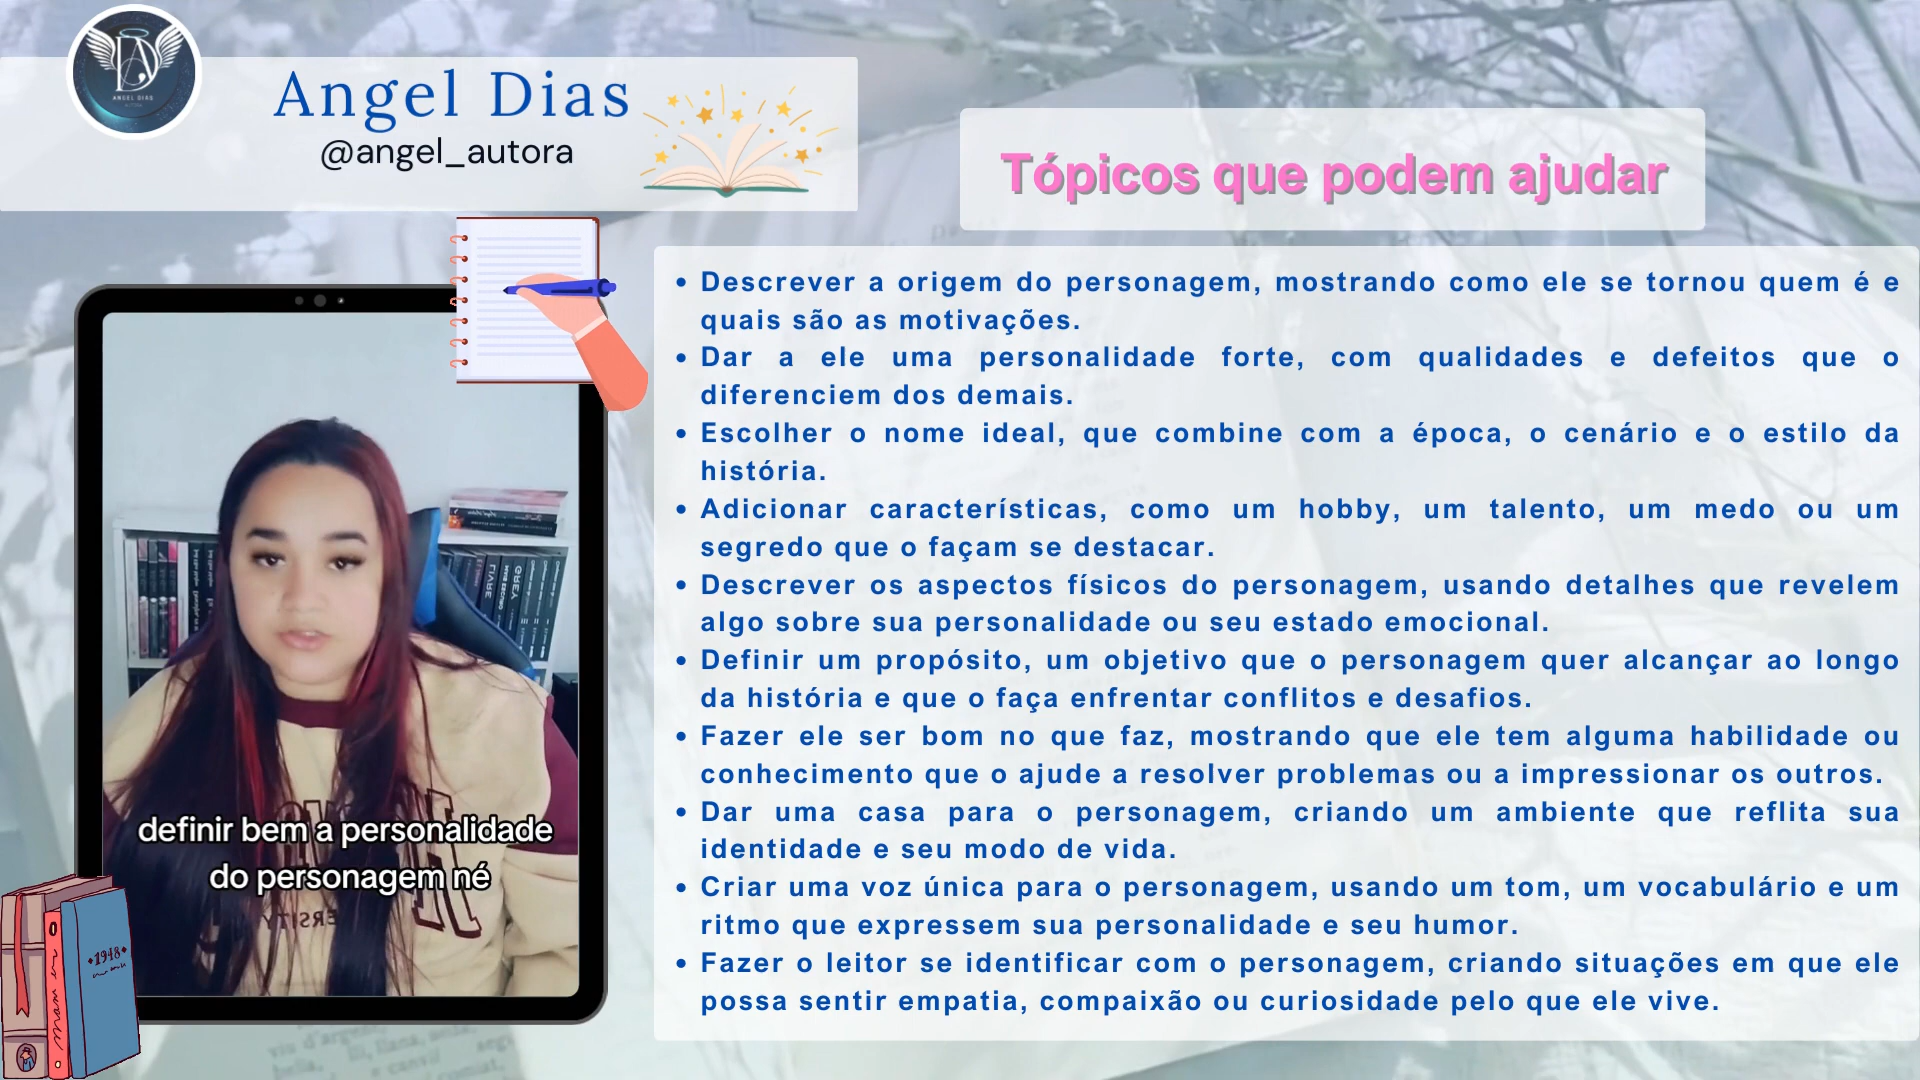 ANGEL DIAS
AUTORA
Angel Dias
@angel_autora
Tópicos que podem ajudar
• Descrever a origem do personagem, mostrando como ele se tornou quem é e
quais são as motivações.
• Dar a ele uma personalidade forte, com qualidades e defeitos que o
diferenciem dos demais.
• Escolher o nome ideal, que combine com a época, o cenário e o estilo da
história.
• Adicionar características, como um hobby, um talento, um medo ou um
segredo que o façam se destacar.
• Descrever os aspectos físicos do personagem, usando detalhes que revelem
algo sobre sua personalidade ou seu estado emocional.
• Definir um propósito, um objetivo que o personagem quer alcançar ao longo
da história e que o faça enfrentar conflitos e desafios.
• Fazer ele ser bom no que faz, mostrando que ele tem alguma habilidade ou
conhecimento que o ajude a resolver problemas ou a impressionar os outros.
• Dar uma casa para o personagem, criando um ambiente que reflita sua
identidade e seu modo de vida.
• Criar uma voz única para o personagem, usando um tom, um vocabulário e um
ritmo que expressem sua personalidade e seu humor.
• Fazer o leitor se identificar com o personagem, criando situações em que ele
possa sentir empatia, compaixão ou curiosidade pelo que ele vive.
definir bem a personalidade
do personagem né
1948